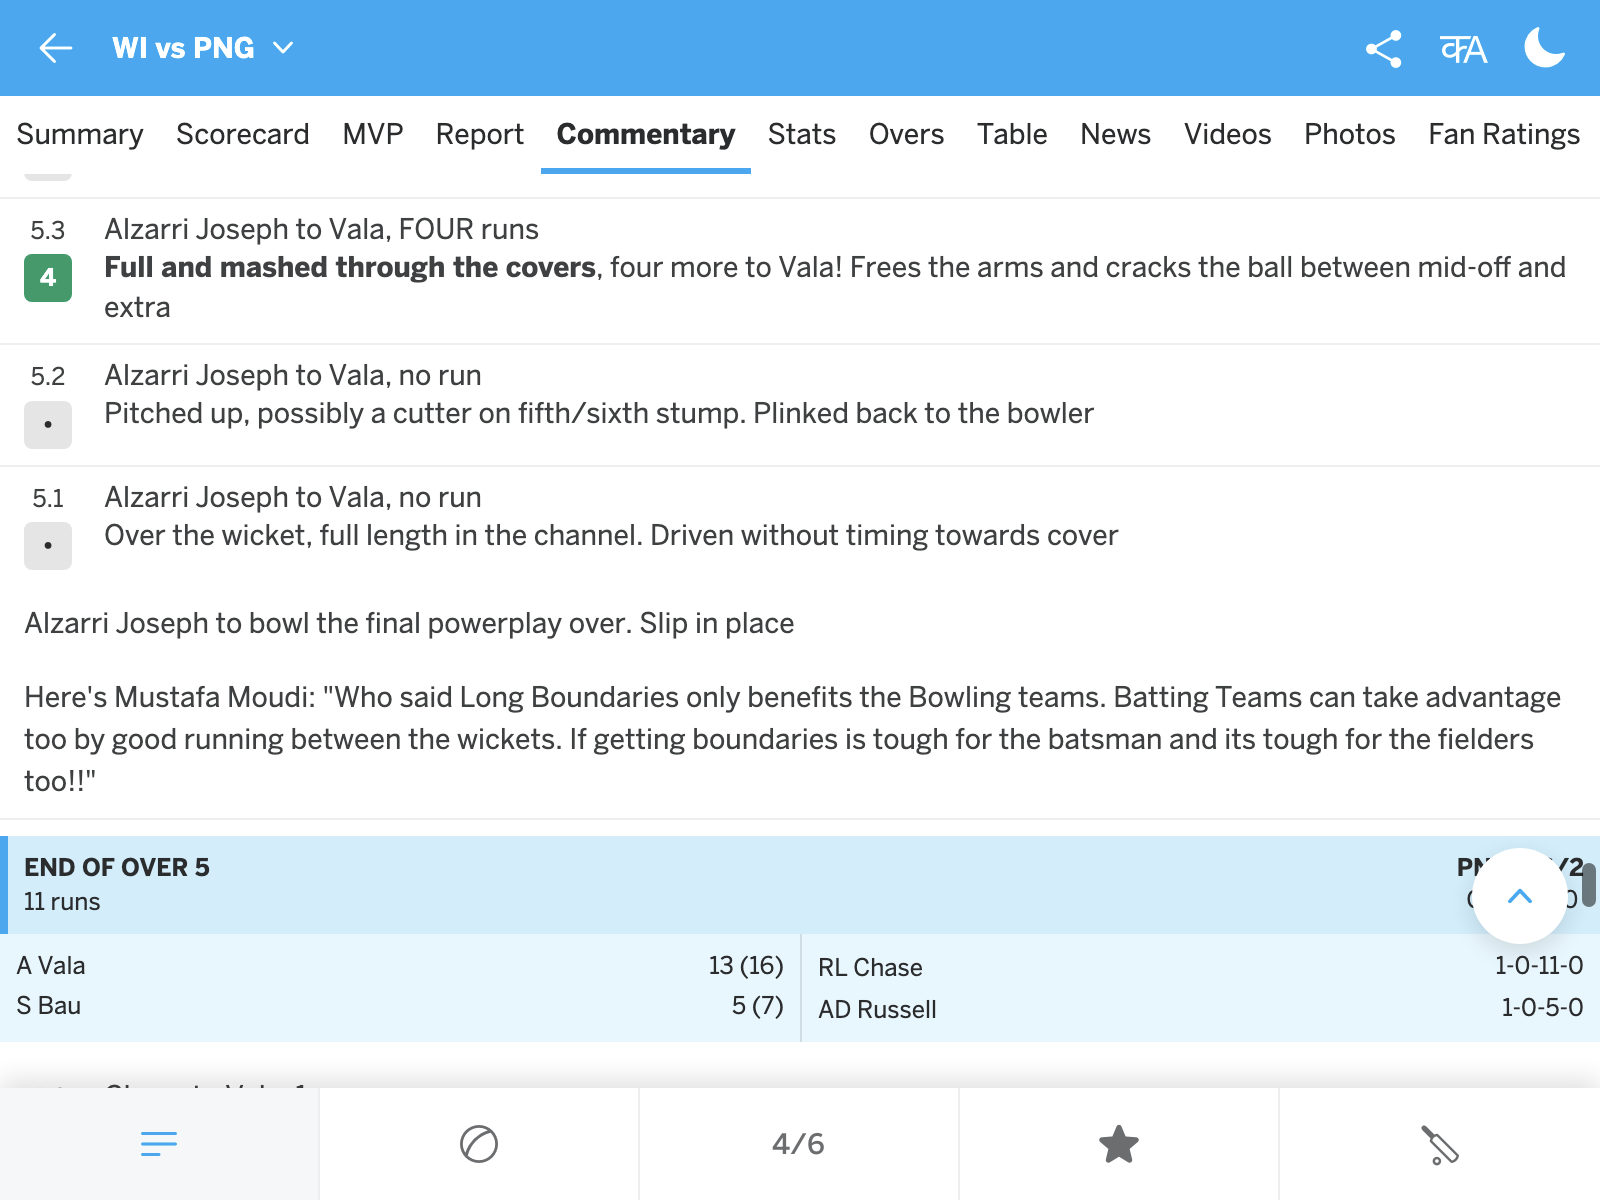 WI vs PNG
Summary Scorecard MVP Report Commentary Stats Overs Table News Videos Photos Fan Ratings
5.3 Alzarri Joseph to Vala, FOUR runs
4 Full and mashed through the covers, four more to Vala! Frees the arms and cracks the ball between mid-off and
extra
5.2 Alzarri Joseph to Vala, no run
• Pitched up, possibly a cutter on fifth/sixth stump. Plinked back to the bowler
5.1 Alzarri Joseph to Vala, no run
• Over the wicket, full length in the channel. Driven without timing towards cover
Alzarri Joseph to bowl the final powerplay over. Slip in place
Here's Mustafa Moudi: "Who said Long Boundaries only benefits the Bowling teams. Batting Teams can take advantage
too by good running between the wickets. If getting boundaries is tough for the batsman and its tough for the fielders
too!!"
END OF OVER 5
11 runs
A Vala 13 (16) RL Chase 1-0-11-0
S Bau 5 (7) AD Russell 1-0-5-0
4/6